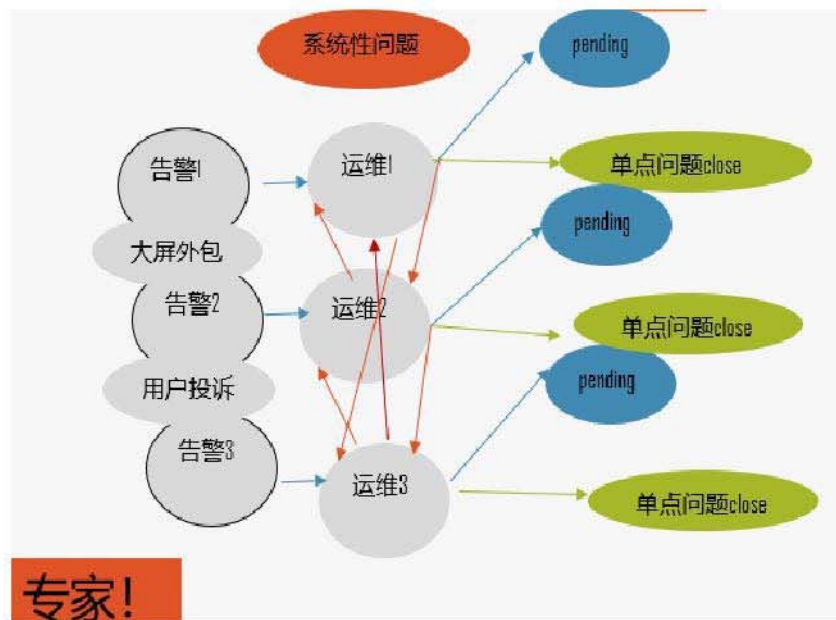 系统性问题
pending
告警1
运维1
单点问题close
大屏外包
pending
告警2
运维2
单点问题close
用户投诉
pending
告警3
运维3
单点问题close
专家！